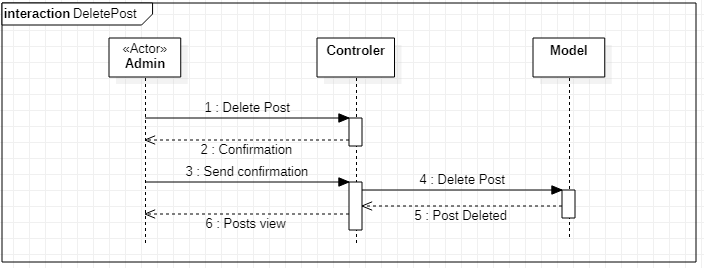 interaction DeletePost
«Actor»
Admin
Controler
Model
1 : Delete Post
2 : Confirmation
3 : Send confirmation
4 : Delete Post
5 : Post Deleted
6 : Posts view